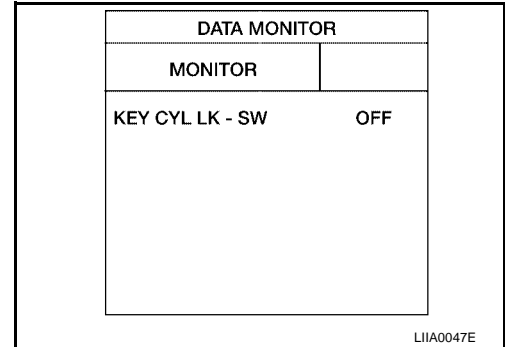 DATA MONITOR
MONITOR
KEY CYL LK - SW OFF
LIIA0047E